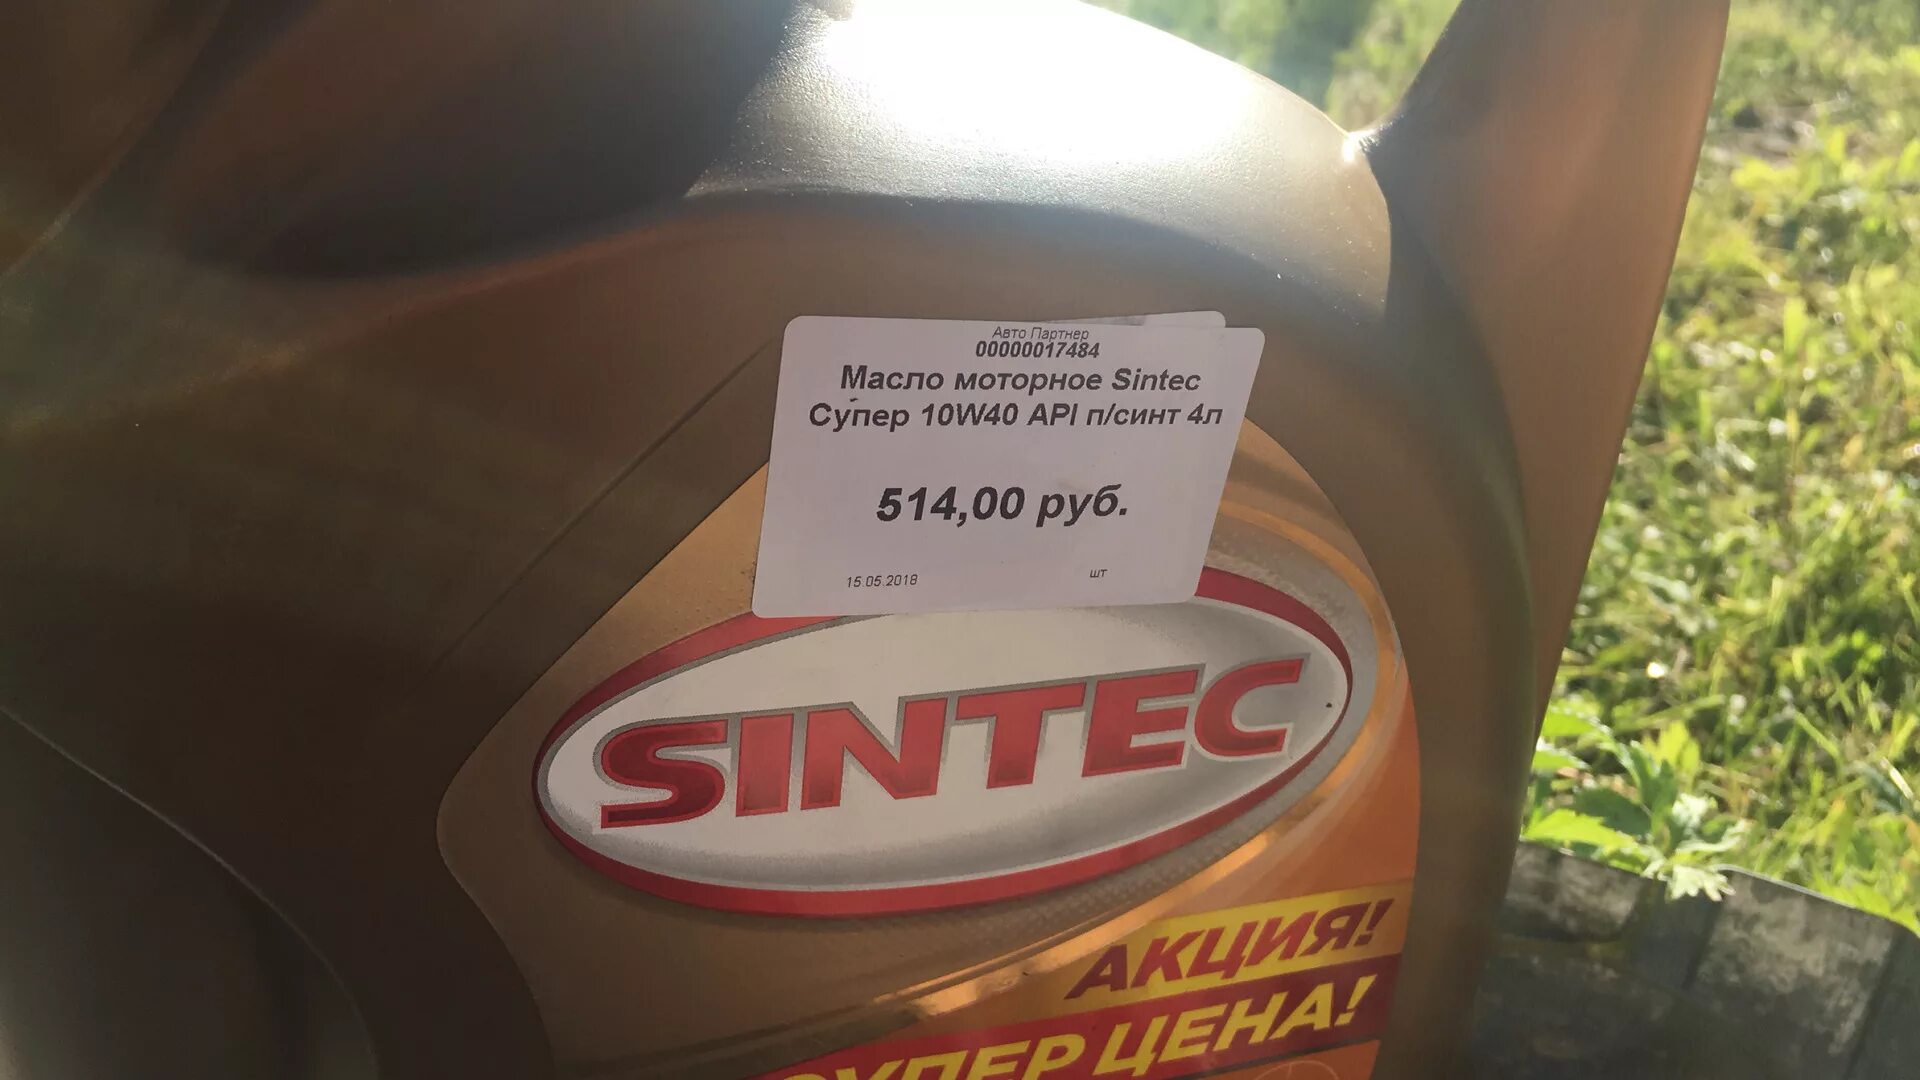 Авто Партнер
00000017484
Масло моторное Sintec
Супер 10W40 API п/синт 4л
514,00 руб.
15.05.2018 шт
SINTEC
АКЦИЯ!
СУПЕР ЦЕНА!